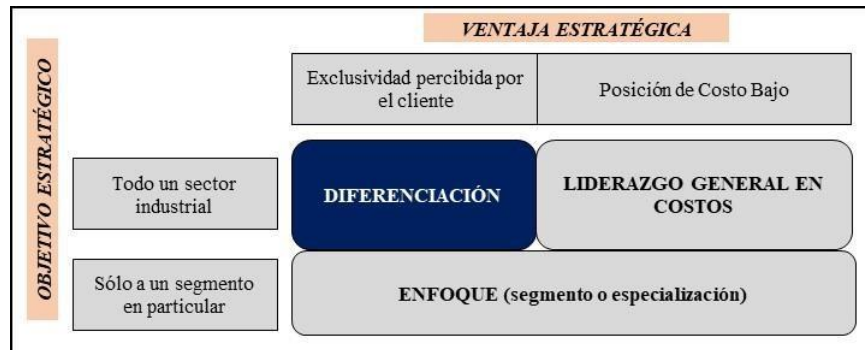 VENTAJA ESTRATÉGICA
OBJETIVO ESTRATÉGICO
Exclusividad percibida por
el cliente
Posición de Costo Bajo
Todo un sector
industrial
DIFERENCIACIÓN
LIDERAZGO GENERAL EN
COSTOS
Sólo a un segmento
en particular
ENFOQUE (segmento o especialización)